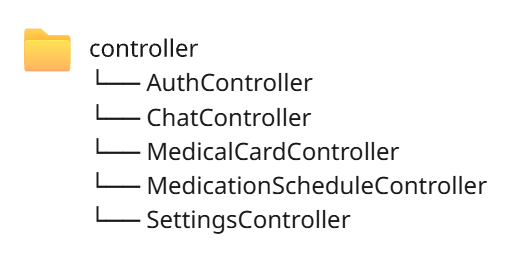 controller
└── AuthController
└── ChatController
└── MedicalCardController
└── MedicationScheduleController
└── SettingsController